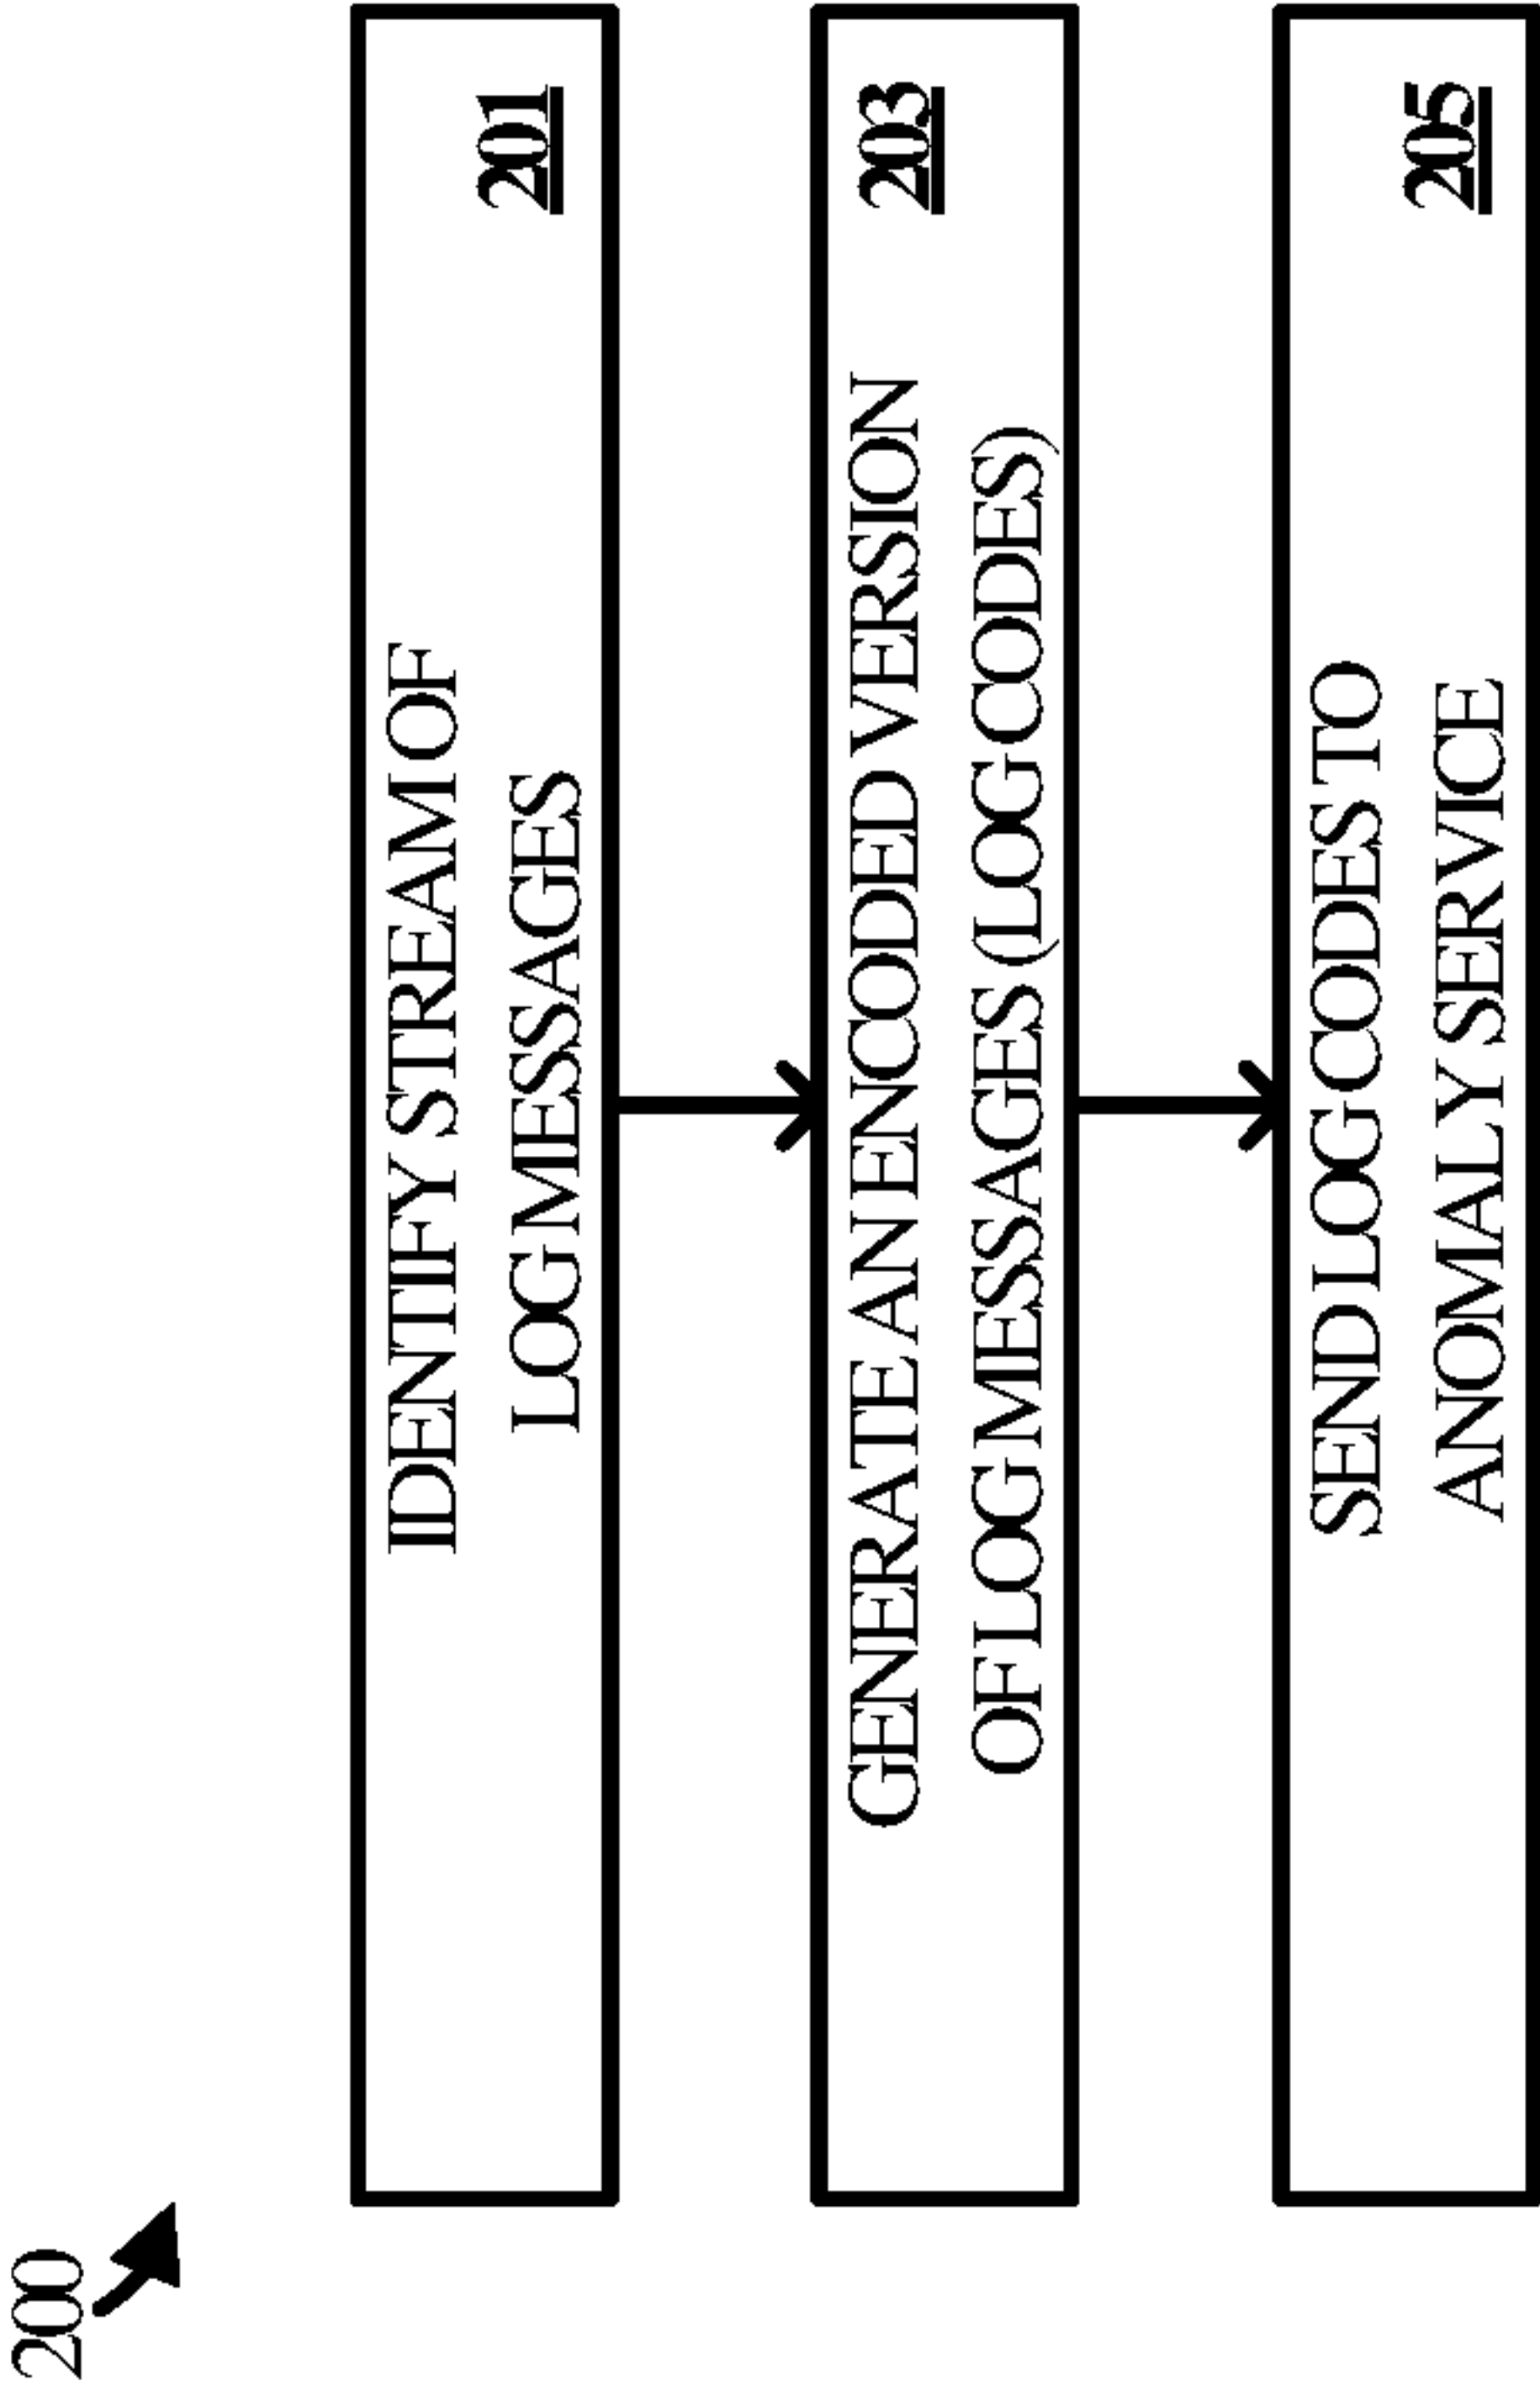 200
IDENTIFY STREAM OF
LOG MESSAGES
201
GENERATE AN ENCODED VERSION
OF LOG MESSAGES (LOG CODES)
203
SEND LOG CODES TO
ANOMALY SERVICE
205